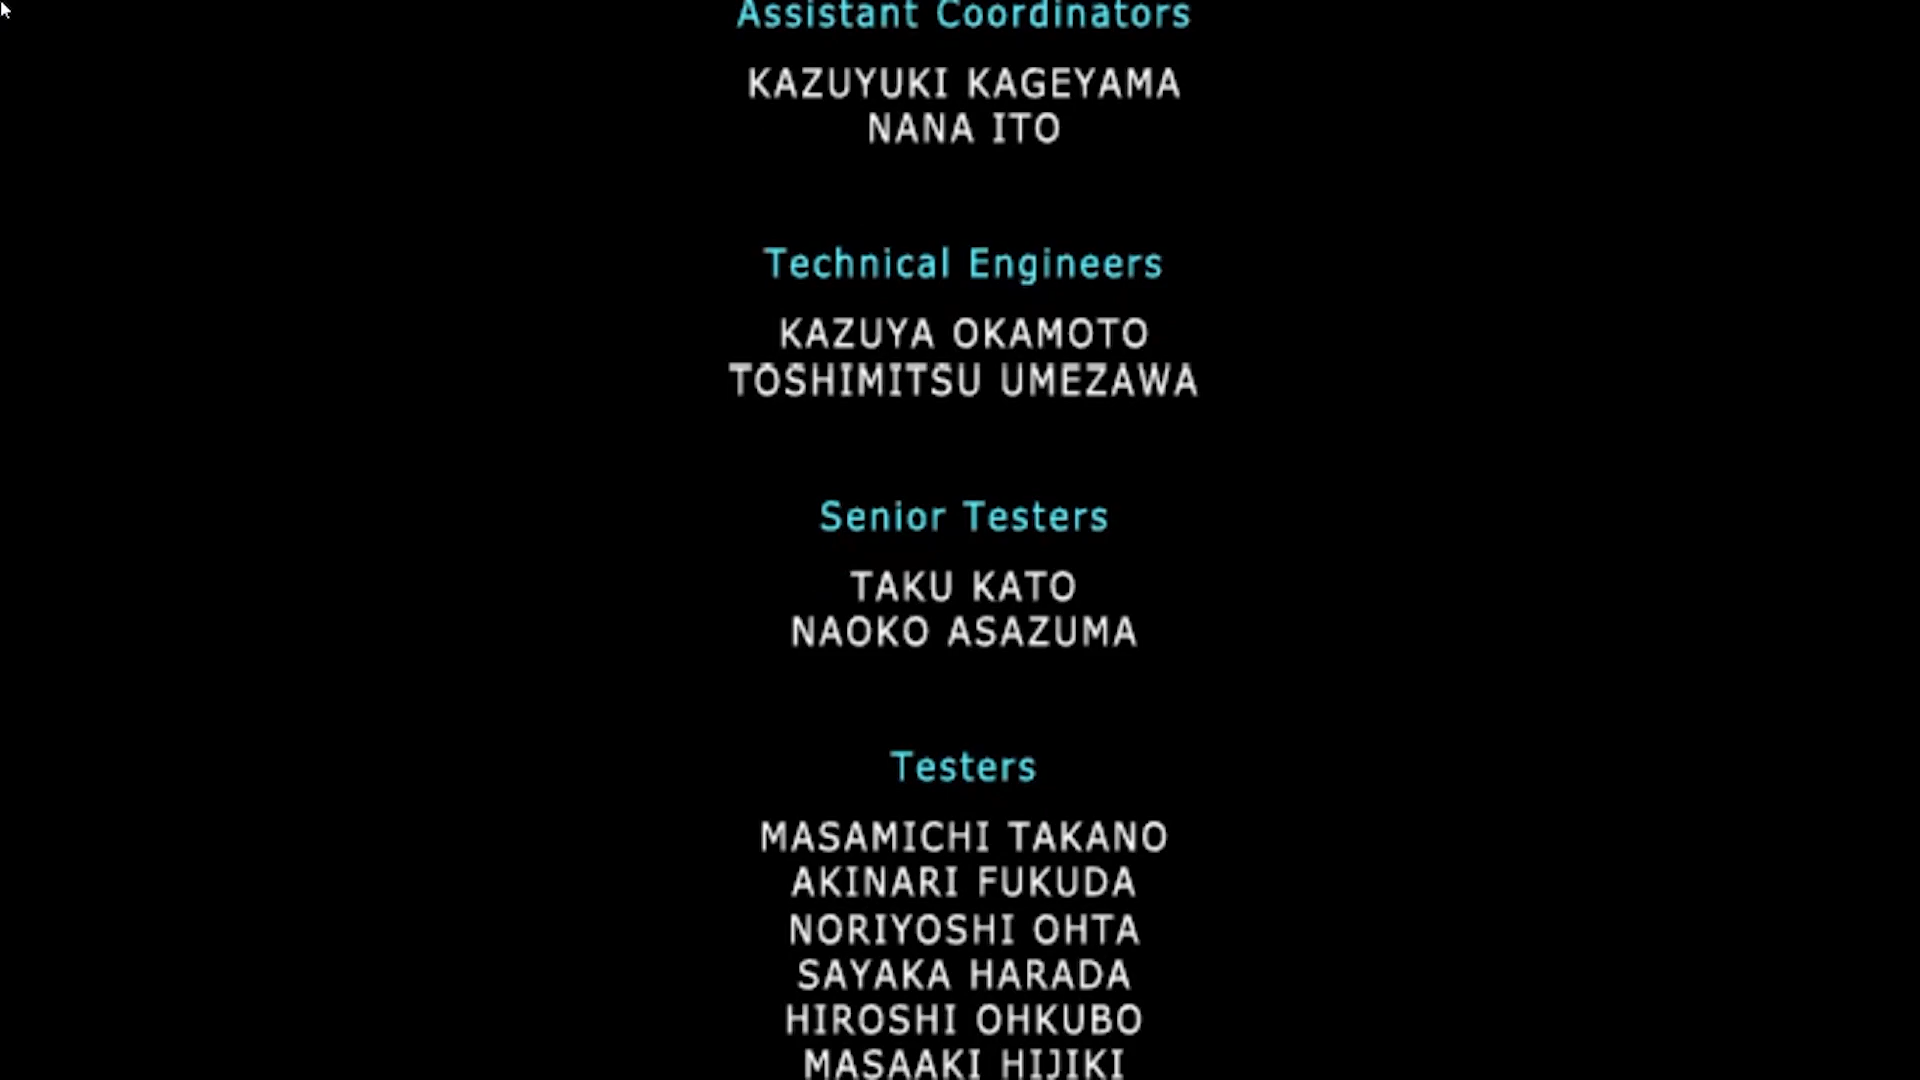 Assistant Coordinators
KAZUYUKI KAGEYAMA
NANA ITO
Technical Engineers
KAZUYA OKAMOTO
TOSHIMITSU UMEZAWA
Senior Testers
TAKU KATO
NAOKO ASAZUMA
Testers
MASAMICHI TAKANO
AKINARI FUKUDA
NORIYOSHI OHTA
SAYAKA HARADA
HIROSHI OHKUBO
MASAAKI HIJIKI